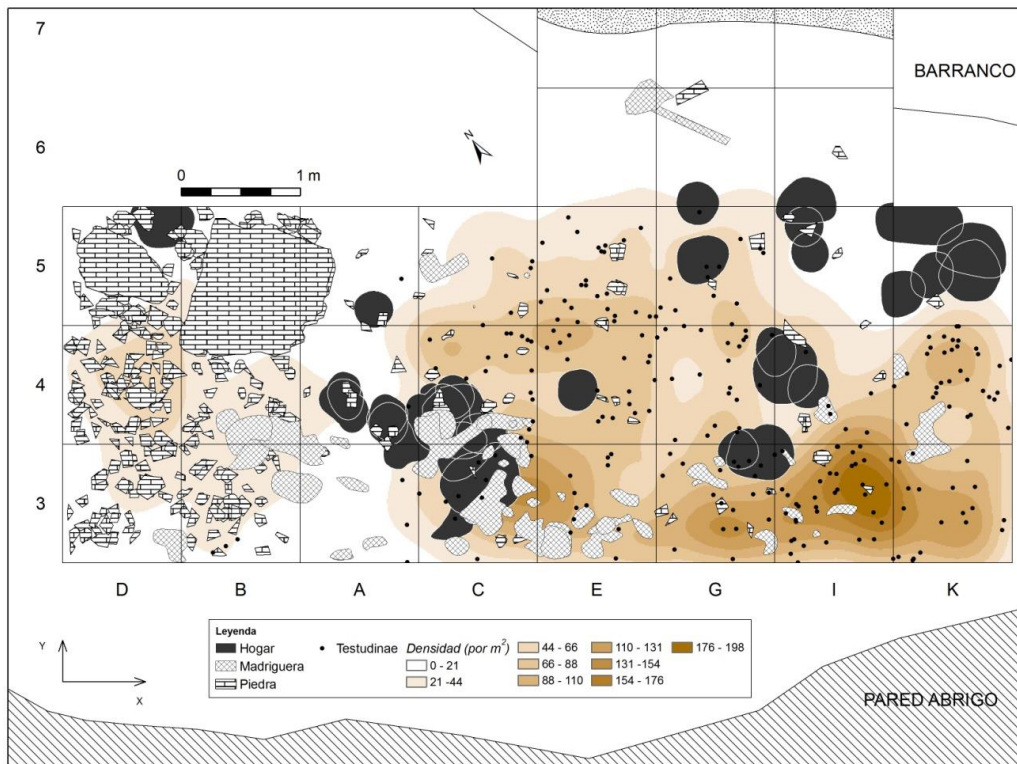 7
BARRANCO
N
6
0 1 m
5
4
3
D B A C E G I K
Leyenda
Hogar
Madriguera
Piedra
Testudinae
Densidad (por m²)
0 - 21
21 -44
44 - 66
66 - 88
88 - 110
110 - 131
131 -154
154 - 176
176 - 198
Y
X
PARED ABRIGO